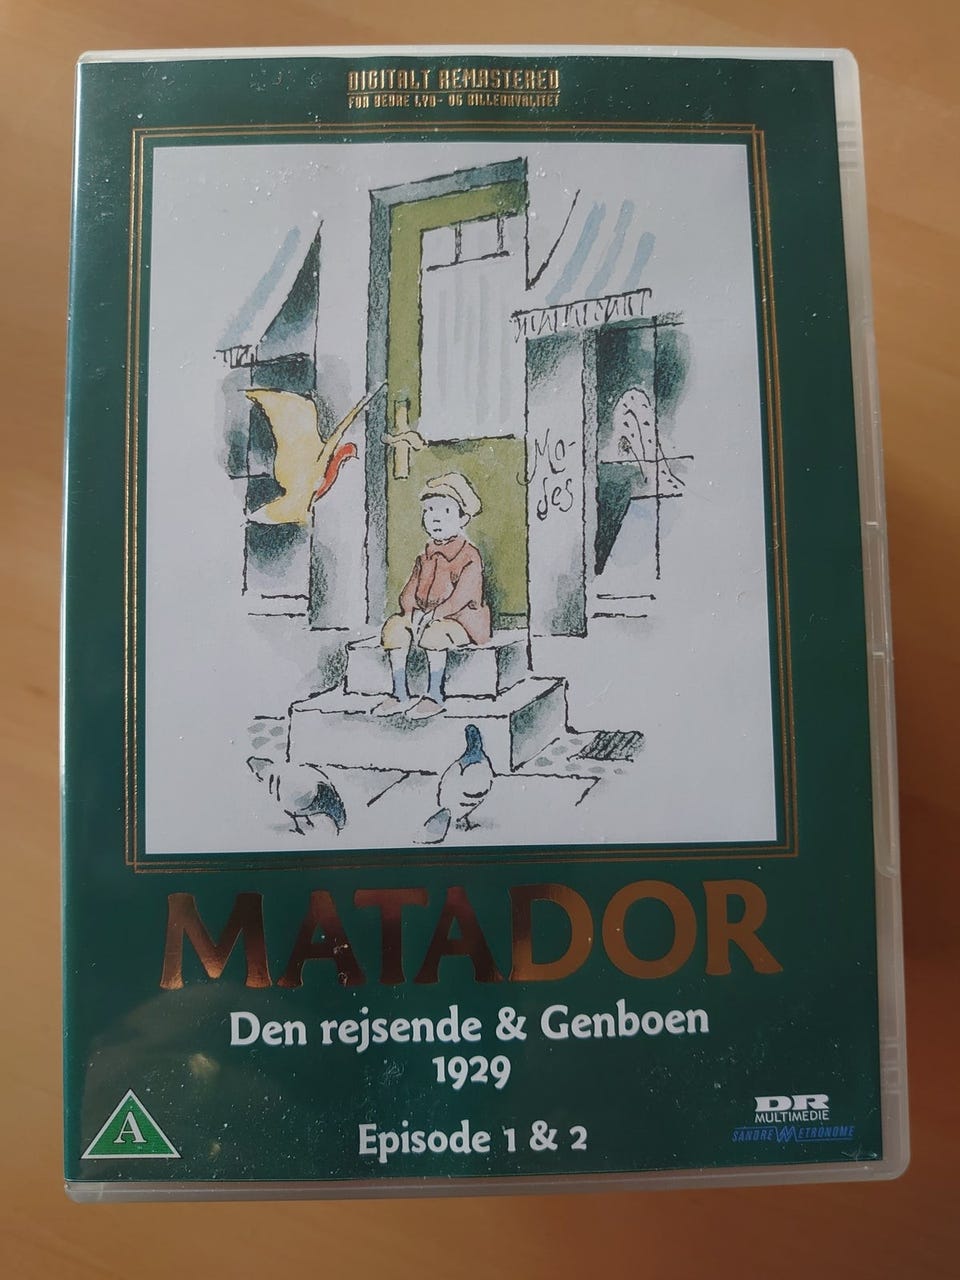 DIGITALT REMASTERED
FOR BEDRE LYD- OG BILLEDKVALITET
Mo-
des
MATADOR
Den rejsende & Genboen
1929
Episode 1 & 2
A
DR
MULTIMEDIE
SANDREW METRONOME